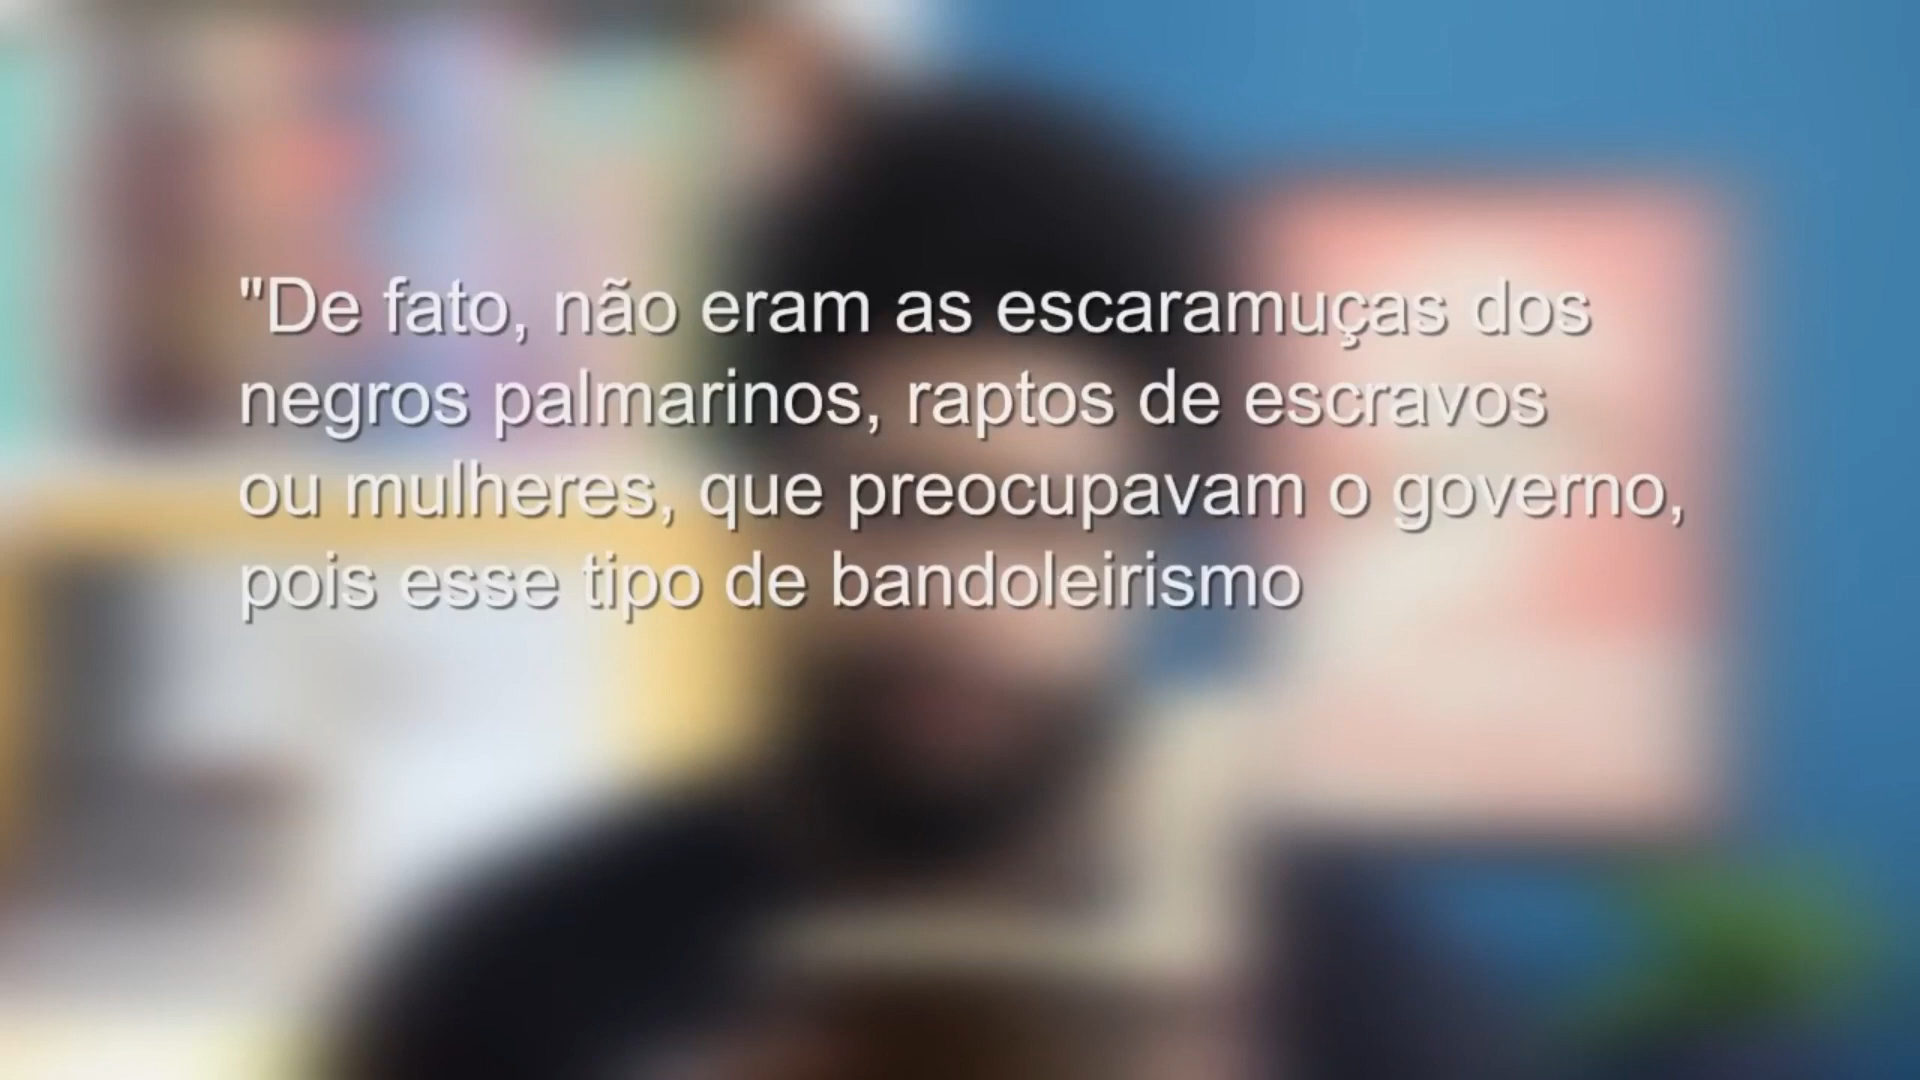 "De fato, não eram as escaramuças dos
negros palmarinos, raptos de escravos
ou mulheres, que preocupavam o governo,
pois esse tipo de bandoleirismo